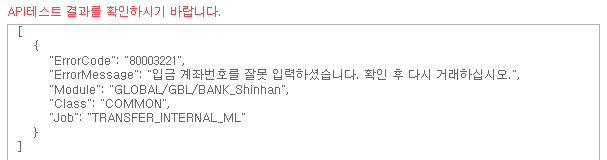 API테스트 결과를 확인하시기 바랍니다.
[
{
"ErrorCode": "80003221",
"ErrorMessage": "입금 계좌번호를 잘못 입력하셨습니다. 확인 후 다시 거래하십시오.",
"Module": "GLOBAL/GBL/BANK_Shinhan",
"Class": "COMMON",
"Job": "TRANSFER_INTERNAL_ML"
}
]